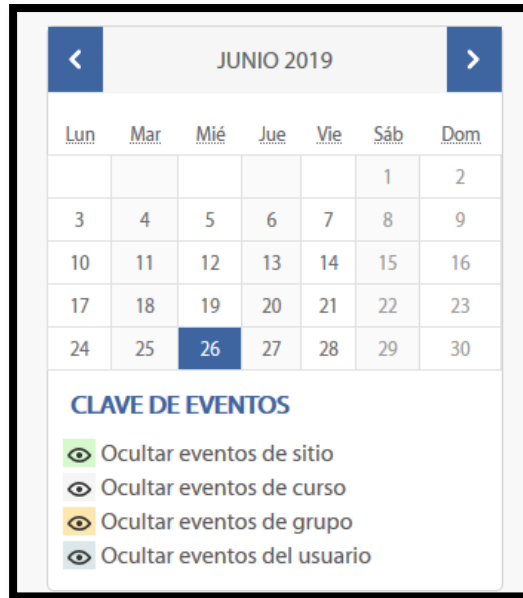 JUNIO 2019
Lun Mar Mié Jue Vie Sáb Dom
1 2
3 4 5 6 7 8 9
10 11 12 13 14 15 16
17 18 19 20 21 22 23
24 25 26 27 28 29 30
CLAVE DE EVENTOS
Ocultar eventos de sitio
Ocultar eventos de curso
Ocultar eventos de grupo
Ocultar eventos del usuario